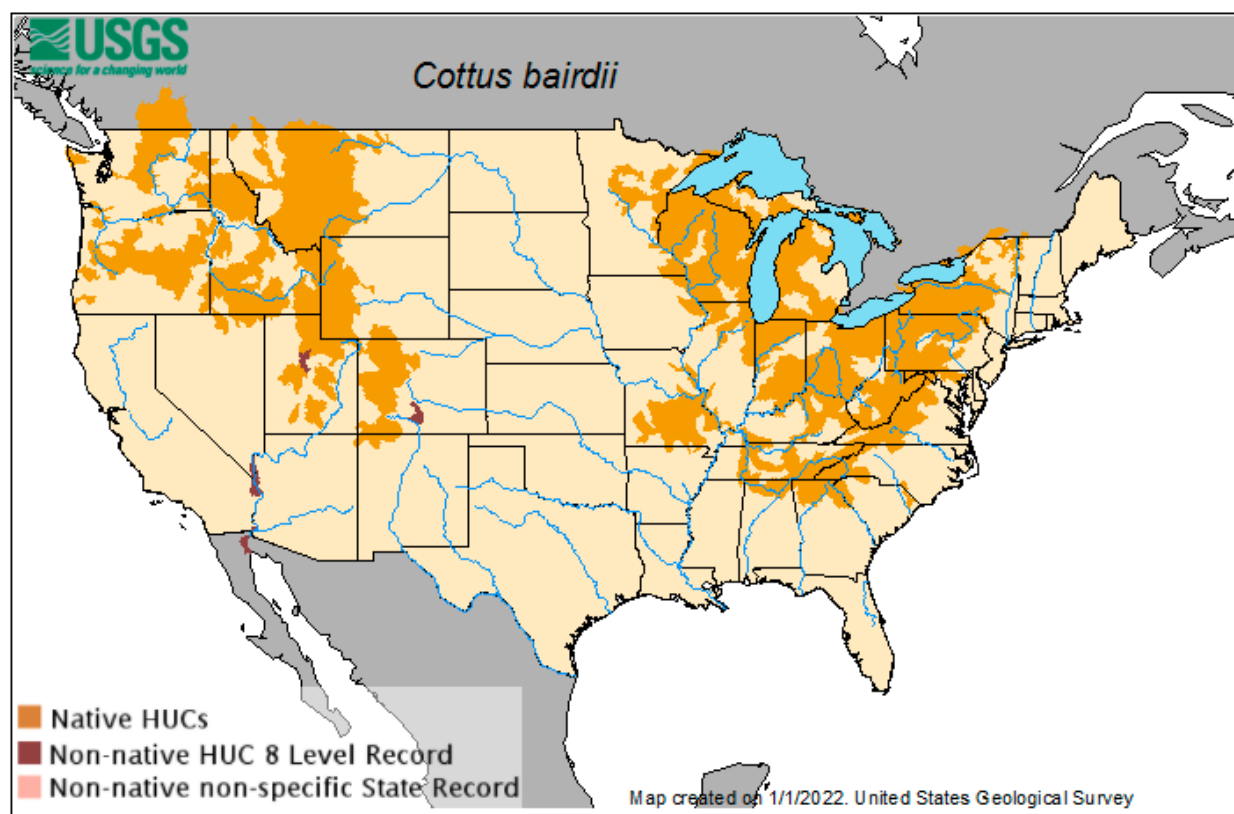 USGS
science for a changing world
Cottus bairdii
Native HUCs
Non-native HUC 8 Level Record
Non-native non-specific State Record
Map created on 1/1/2022. United States Geological Survey